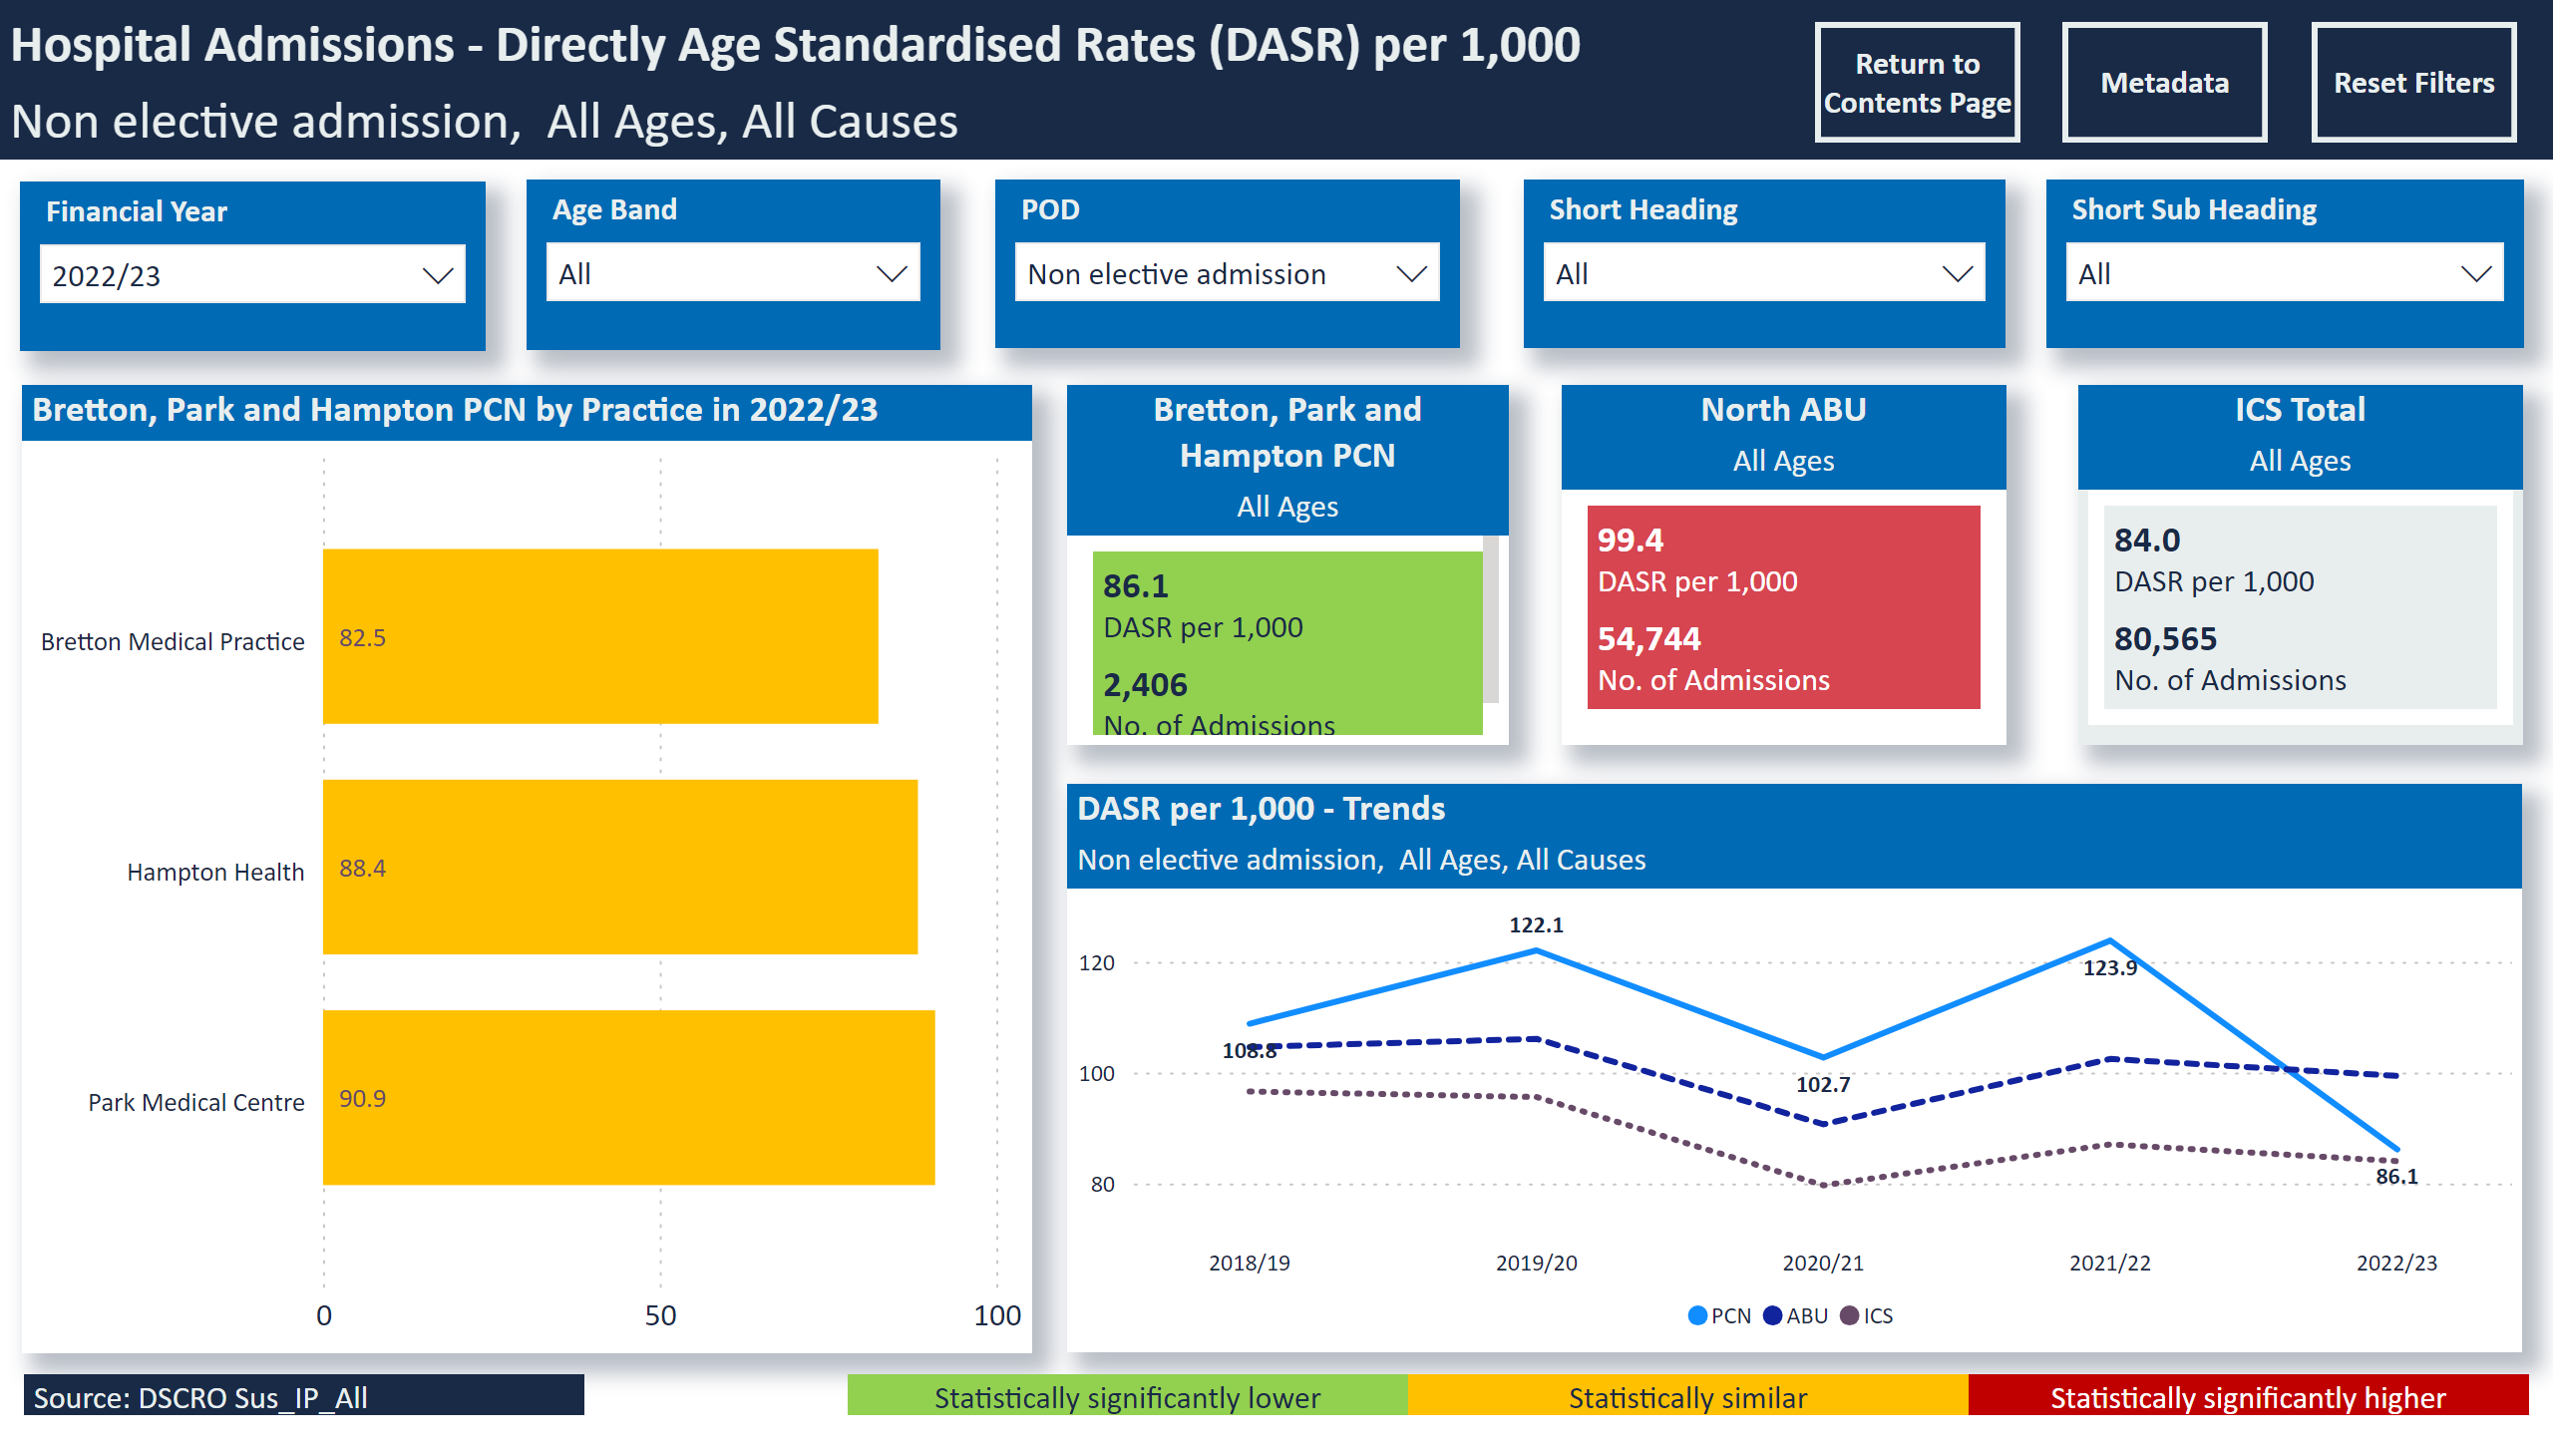 Hospital Admissions - Directly Age Standardised Rates (DASR) per 1,000
Non elective admission,  All Ages, All Causes
Return to
Contents Page
Metadata
Reset Filters
Financial Year
2022/23
Age Band
All
POD
Non elective admission
Short Heading
All
Short Sub Heading
All
Bretton, Park and Hampton PCN by Practice in 2022/23
Bretton Medical Practice
82.5
Hampton Health
88.4
Park Medical Centre
90.9
0
50
100
Bretton, Park and
Hampton PCN
All Ages
86.1
DASR per 1,000
2,406
No. of Admissions
North ABU
All Ages
99.4
DASR per 1,000
54,744
No. of Admissions
ICS Total
All Ages
84.0
DASR per 1,000
80,565
No. of Admissions
DASR per 1,000 - Trends
Non elective admission,  All Ages, All Causes
120
100
80
108.8
122.1
102.7
123.9
86.1
2018/19
2019/20
2020/21
2021/22
2022/23
PCN
ABU
ICS
Source: DSCRO Sus_IP_All
Statistically significantly lower
Statistically similar
Statistically significantly higher